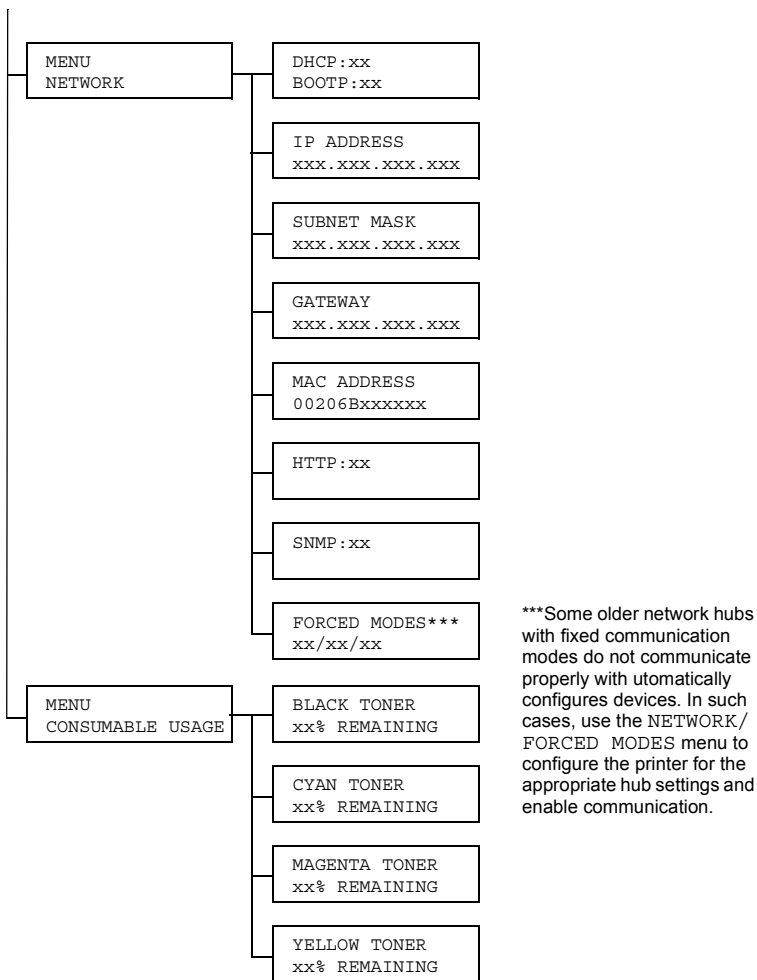 MENU
NETWORK
DHCP:xx
BOOTP:xx
IP ADDRESS
xxx.xxx.xxx.xxx
SUBNET MASK
xxx.xxx.xxx.xxx
GATEWAY
xxx.xxx.xxx.xxx
MAC ADDRESS
00206Bxxxxxx
HTTP:xx
SNMP:xx
FORCED MODES***
xx/xx/xx
***Some older network hubs
with fixed communication
modes do not communicate
properly with utomatically
configures devices. In such
cases, use the NETWORK/
FORCED MODES menu to
configure the printer for the
appropriate hub settings and
enable communication.
MENU
CONSUMABLE USAGE
BLACK TONER
xx% REMAINING
CYAN TONER
xx% REMAINING
MAGENTA TONER
xx% REMAINING
YELLOW TONER
xx% REMAINING